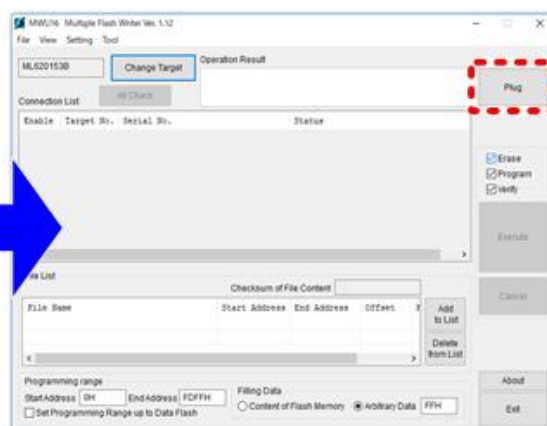 MWU16 Multiple Flash Writer Ver. 1.12
File View Setting Tool
ML620153B
Change Target
Operation Result
Plug
Connection List
All Check
Enable Target No. Serial No. Status
Erase
Program
Verify
Execute
File List
Checksum of File Content
Cancel
File Name Start Address End Address Offset
Add
to List
Delete
from List
Programming range
Start Address 0H End Address FDFFH
Set Programming Range up to Data Flash
Filling Data
Content of Flash Memory Arbitrary Data FFH
About
Exit